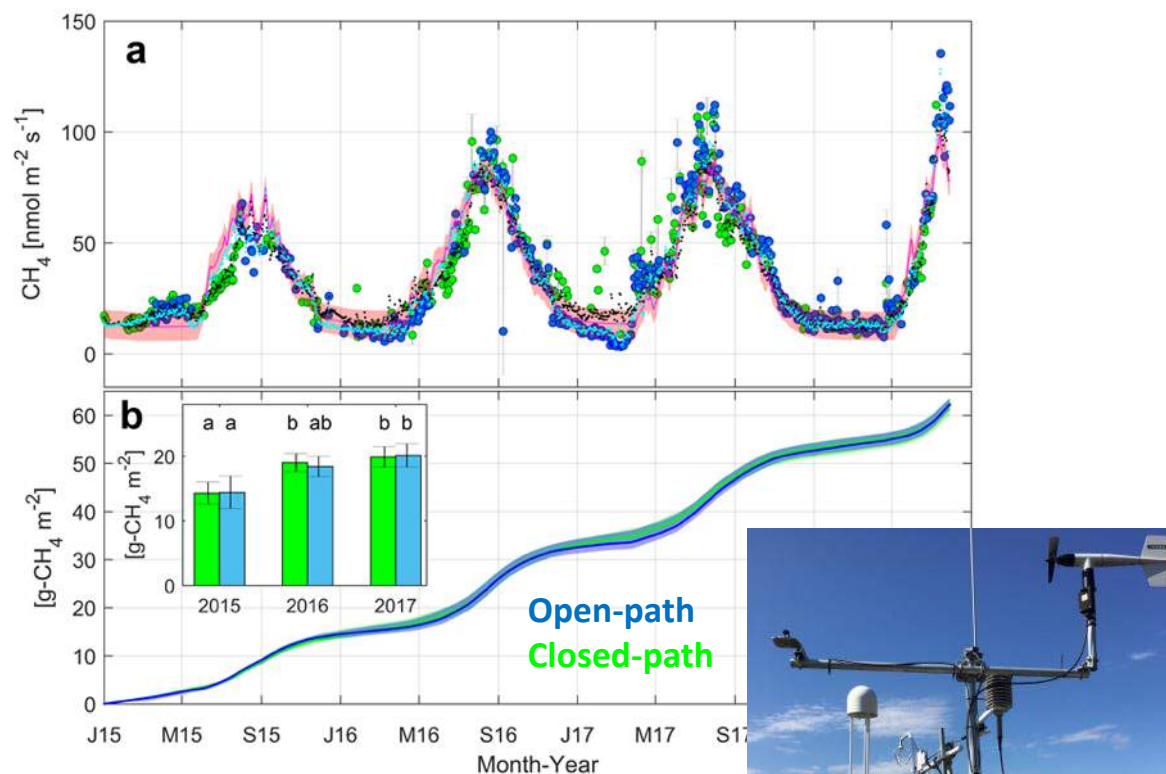 a
CH₄ [nmol m⁻² s⁻¹]
150
100
50
0
b
[g-CH₄ m⁻²]
60
50
40
30
20
10
0
[g-CH₄ m⁻²]
20
10
0
a a b ab b b
2015 2016 2017
Open-path
Closed-path
J15 M15 S15 J16 M16 S16 J17 M17 S17
Month-Year